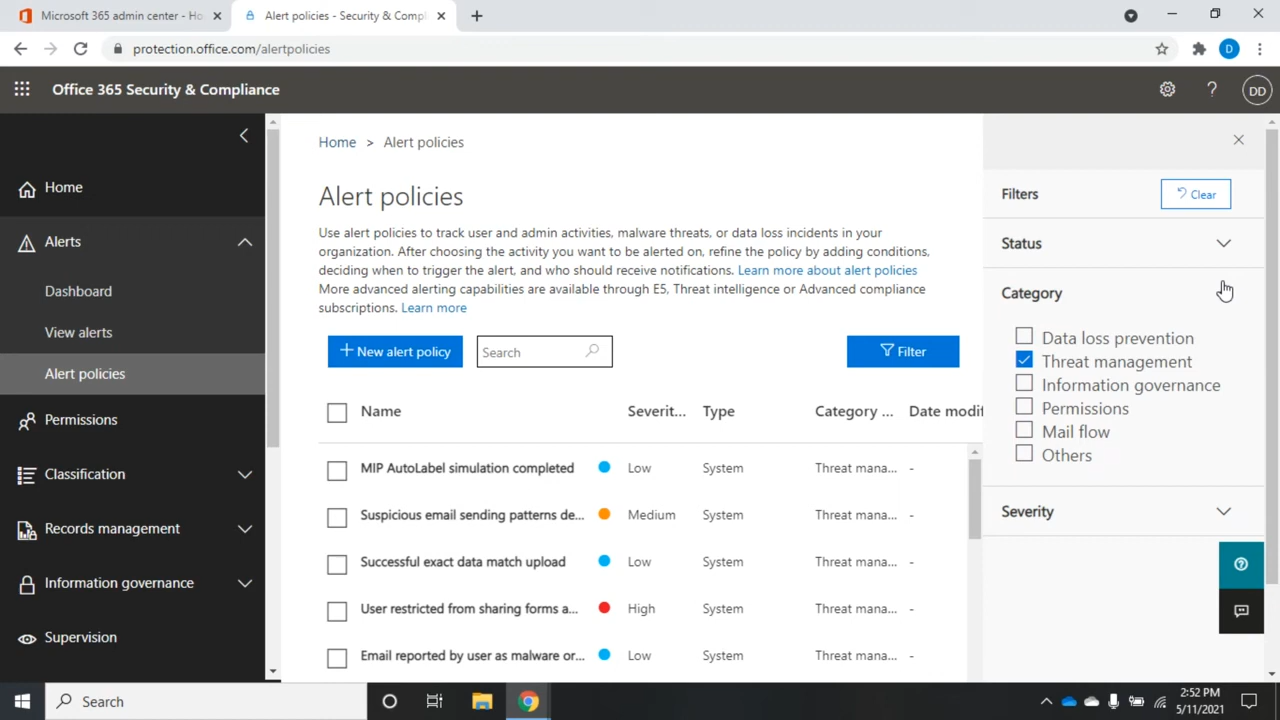 Microsoft 365 admin center - Ho
Alert policies - Security & Compl
protection.office.com/alertpolicies
D
Office 365 Security & Compliance
?
DD
Home
Alerts
Dashboard
View alerts
Alert policies
Permissions
Classification
Records management
Information governance
Supervision
Home > Alert policies
Alert policies
Use alert policies to track user and admin activities, malware threats, or data loss incidents in your
organization. After choosing the activity you want to be alerted on, refine the policy by adding conditions,
deciding when to trigger the alert, and who should receive notifications. Learn more about alert policies
More advanced alerting capabilities are available through E5, Threat intelligence or Advanced compliance
subscriptions. Learn more
+ New alert policy
Search
Filter
Name Severit... Type Category ... Date modif
MIP AutoLabel simulation completed Low System Threat mana... -
Suspicious email sending patterns de... Medium System Threat mana... -
Successful exact data match upload Low System Threat mana... -
User restricted from sharing forms a... High System Threat mana... -
Email reported by user as malware or... Low System Threat mana... -
Filters
Clear
Status
Category
Data loss prevention
Threat management
Information governance
Permissions
Mail flow
Others
Severity
Search
2:52 PM
5/11/2021